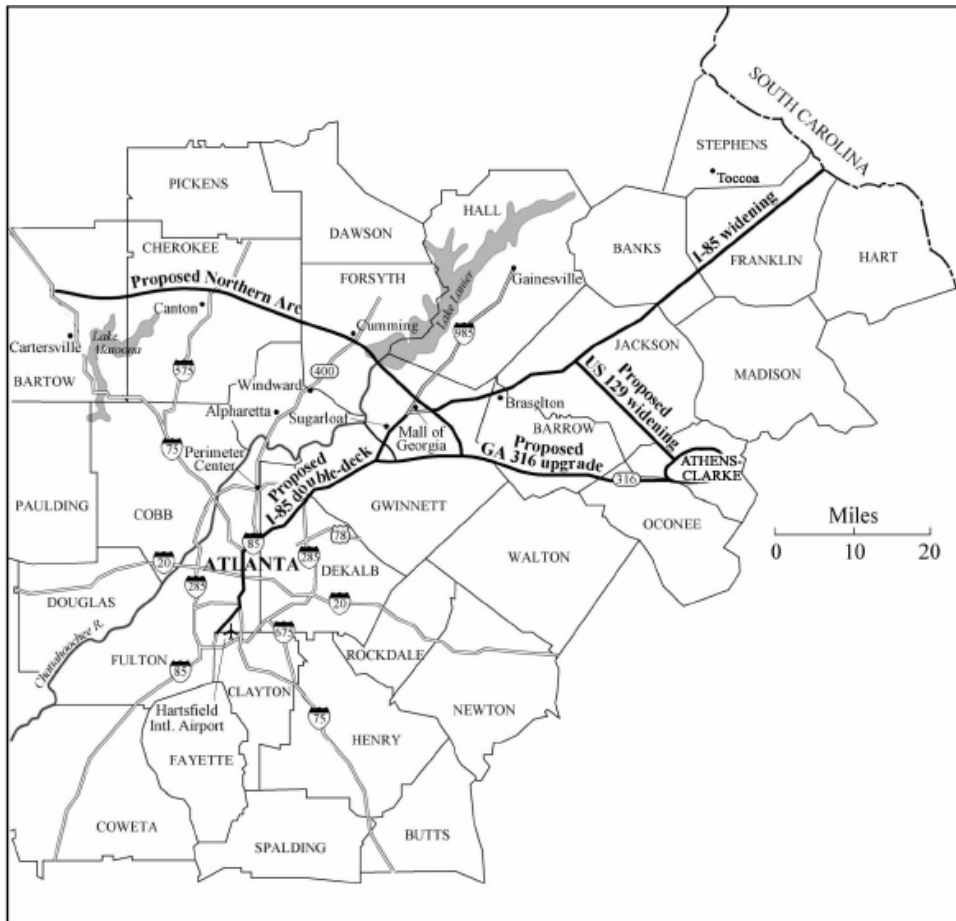 SOUTH CAROLINA
STEPHENS
Toccoa
PICKENS
HALL
I-85 widening
DAWSON
BANKS
FRANKLIN
HART
CHEROKEE
Proposed Northern Arc
FORSYTH
Lake Lanier
Gainesville
Canton
Cumming
985
Cartersville
Lake
Alatoona
575
400
JACKSON
MADISON
BARTOW
Windward
Proposed
US 129 widening
Alpharetta
Sugarloaf
Braselton
Mall of
Georgia
BARROW
Perimeter
Center
75
Proposed
I-85 double-deck
Proposed
GA 316 upgrade
316
ATHENS-
CLARKE
PAULDING
COBB
GWINNETT
OCONEE
Miles
0 10 20
85
78
285
WALTON
20
ATLANTA
DEKALB
DOUGLAS
285
20
Chattahoochee R.
675
ROCKDALE
FULTON
85
CLAYTON
NEWTON
Hartsfield
Intl. Airport
75
HENRY
FAYETTE
COWETA
SPALDING
BUTTS